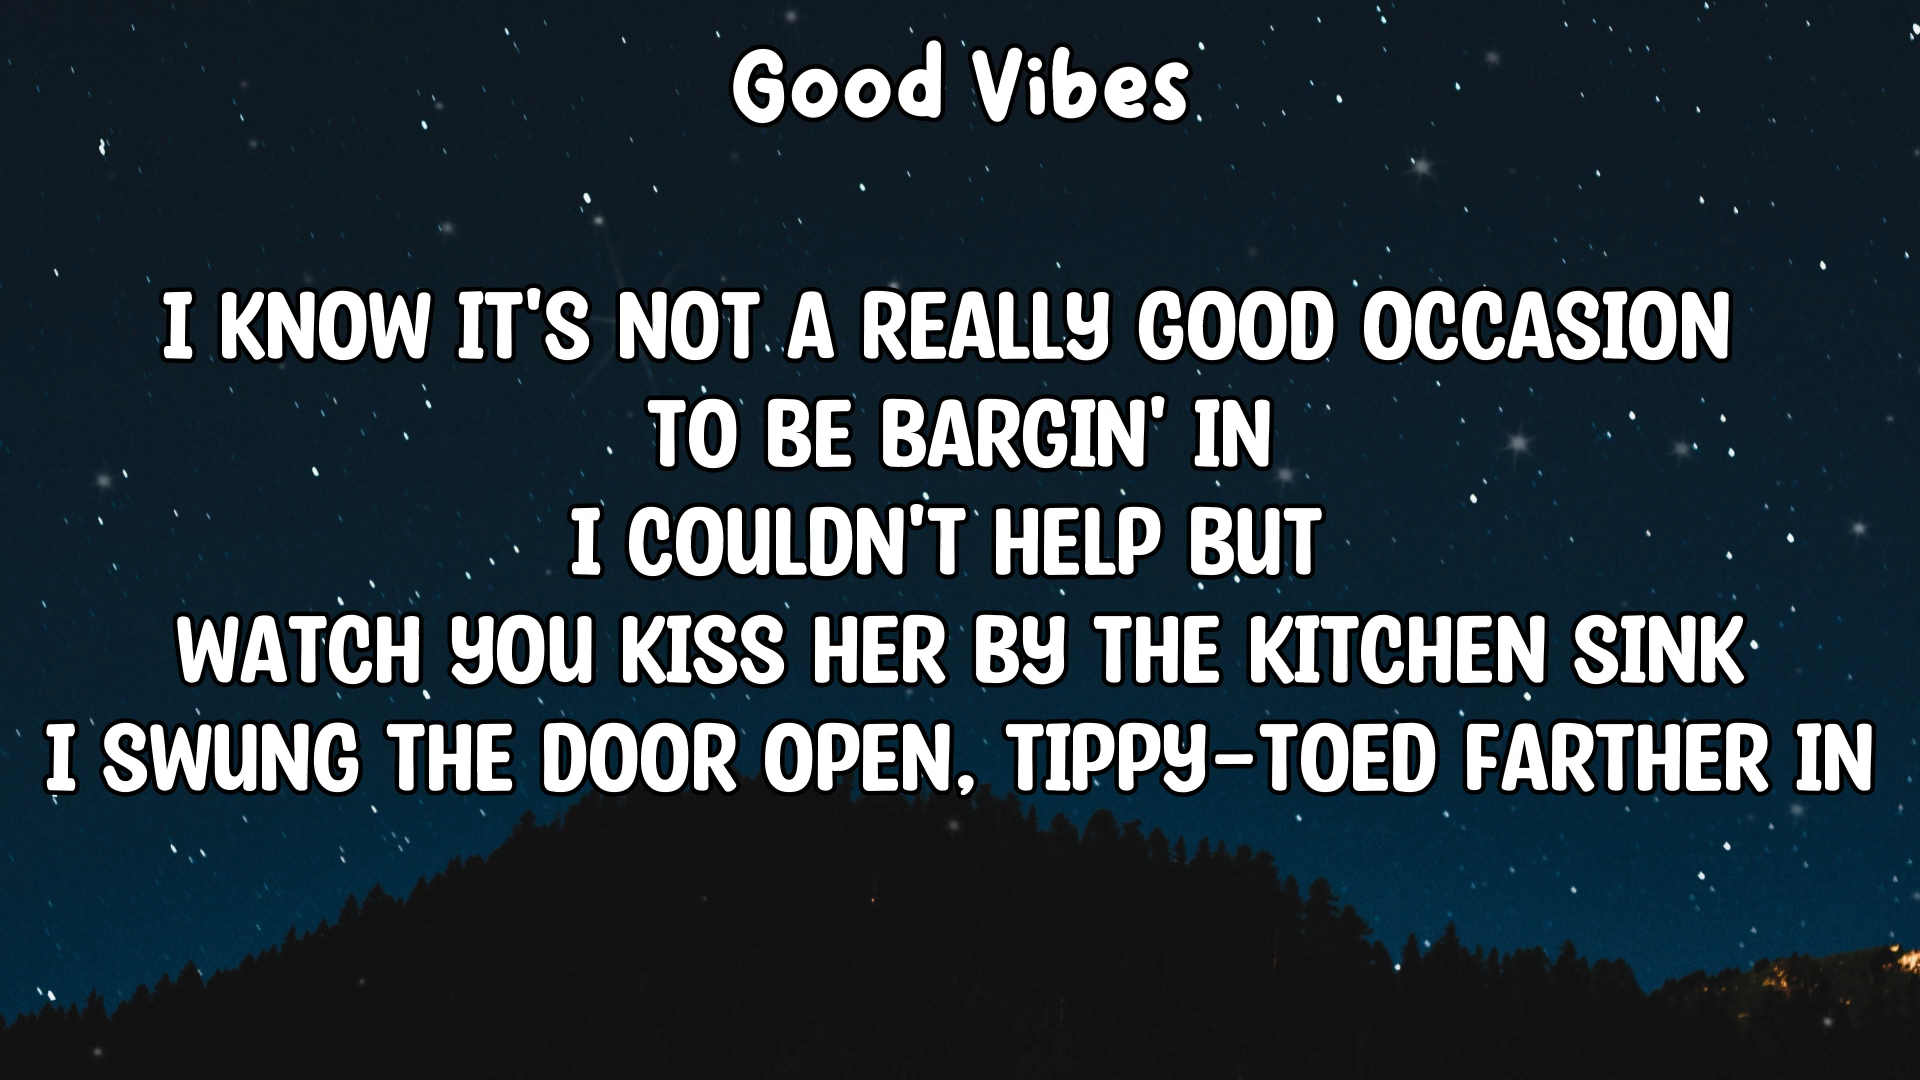 Good Vibes
I KNOW IT'S NOT A REALLY GOOD OCCASION
TO BE BARGIN' IN
I COULDN'T HELP BUT
WATCH YOU KISS HER BY THE KITCHEN SINK
I SWUNG THE DOOR OPEN, TIPPY-TOED FARTHER IN